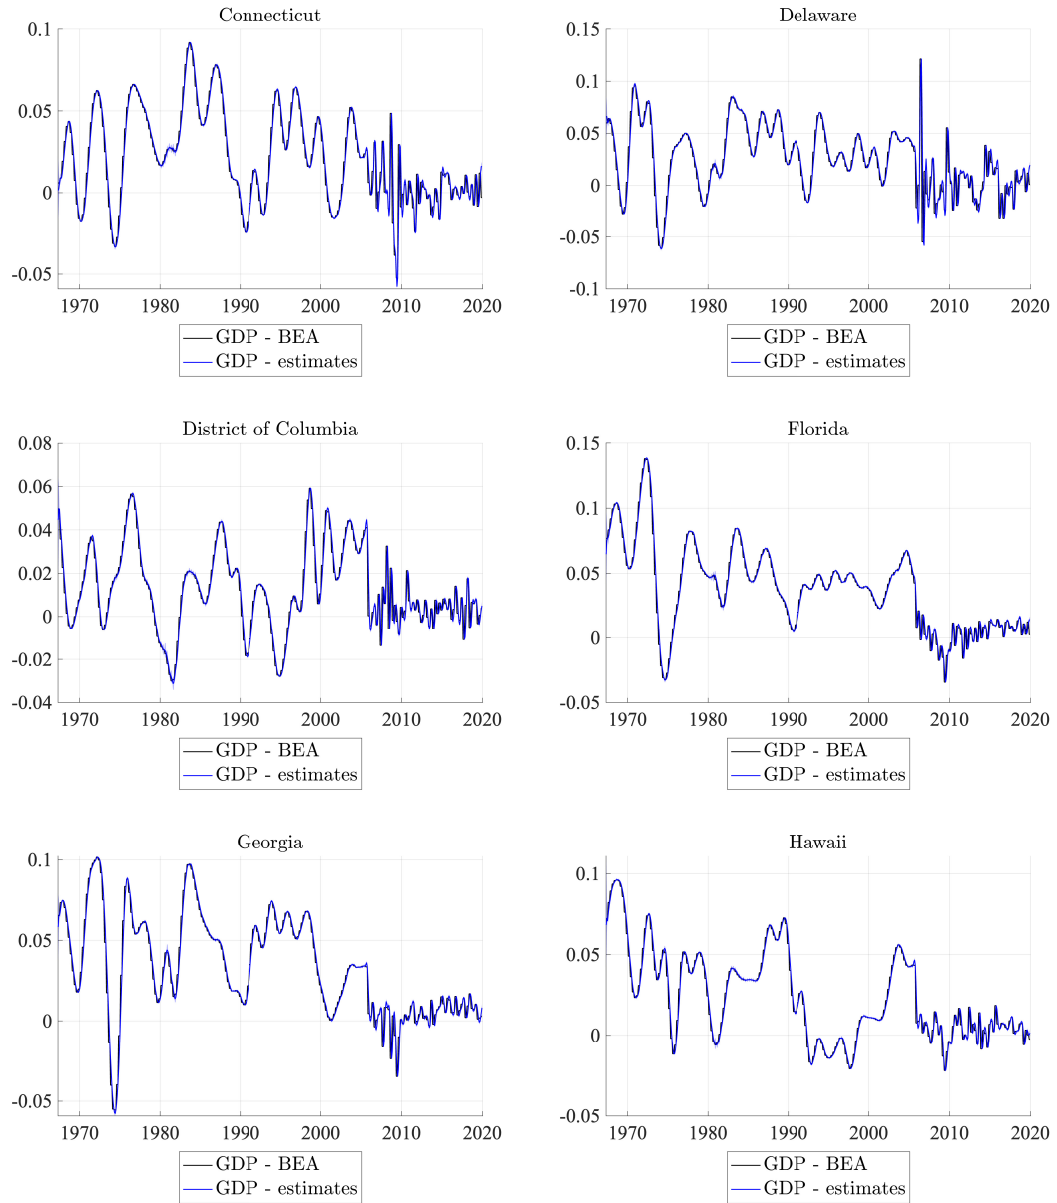 Connecticut
0.1
0.05
0
-0.05
1970 1980 1990 2000 2010 2020
GDP - BEA
GDP - estimates
Delaware
0.15
0.1
0.05
0
-0.05
-0.1
1970 1980 1990 2000 2010 2020
GDP - BEA
GDP - estimates
District of Columbia
0.08
0.06
0.04
0.02
0
-0.02
-0.04
1970 1980 1990 2000 2010 2020
GDP - BEA
GDP - estimates
Florida
0.15
0.1
0.05
0
-0.05
1970 1980 1990 2000 2010 2020
GDP - BEA
GDP - estimates
Georgia
0.1
0.05
0
-0.05
1970 1980 1990 2000 2010 2020
GDP - BEA
GDP - estimates
Hawaii
0.1
0.05
0
-0.05
1970 1980 1990 2000 2010 2020
GDP - BEA
GDP - estimates